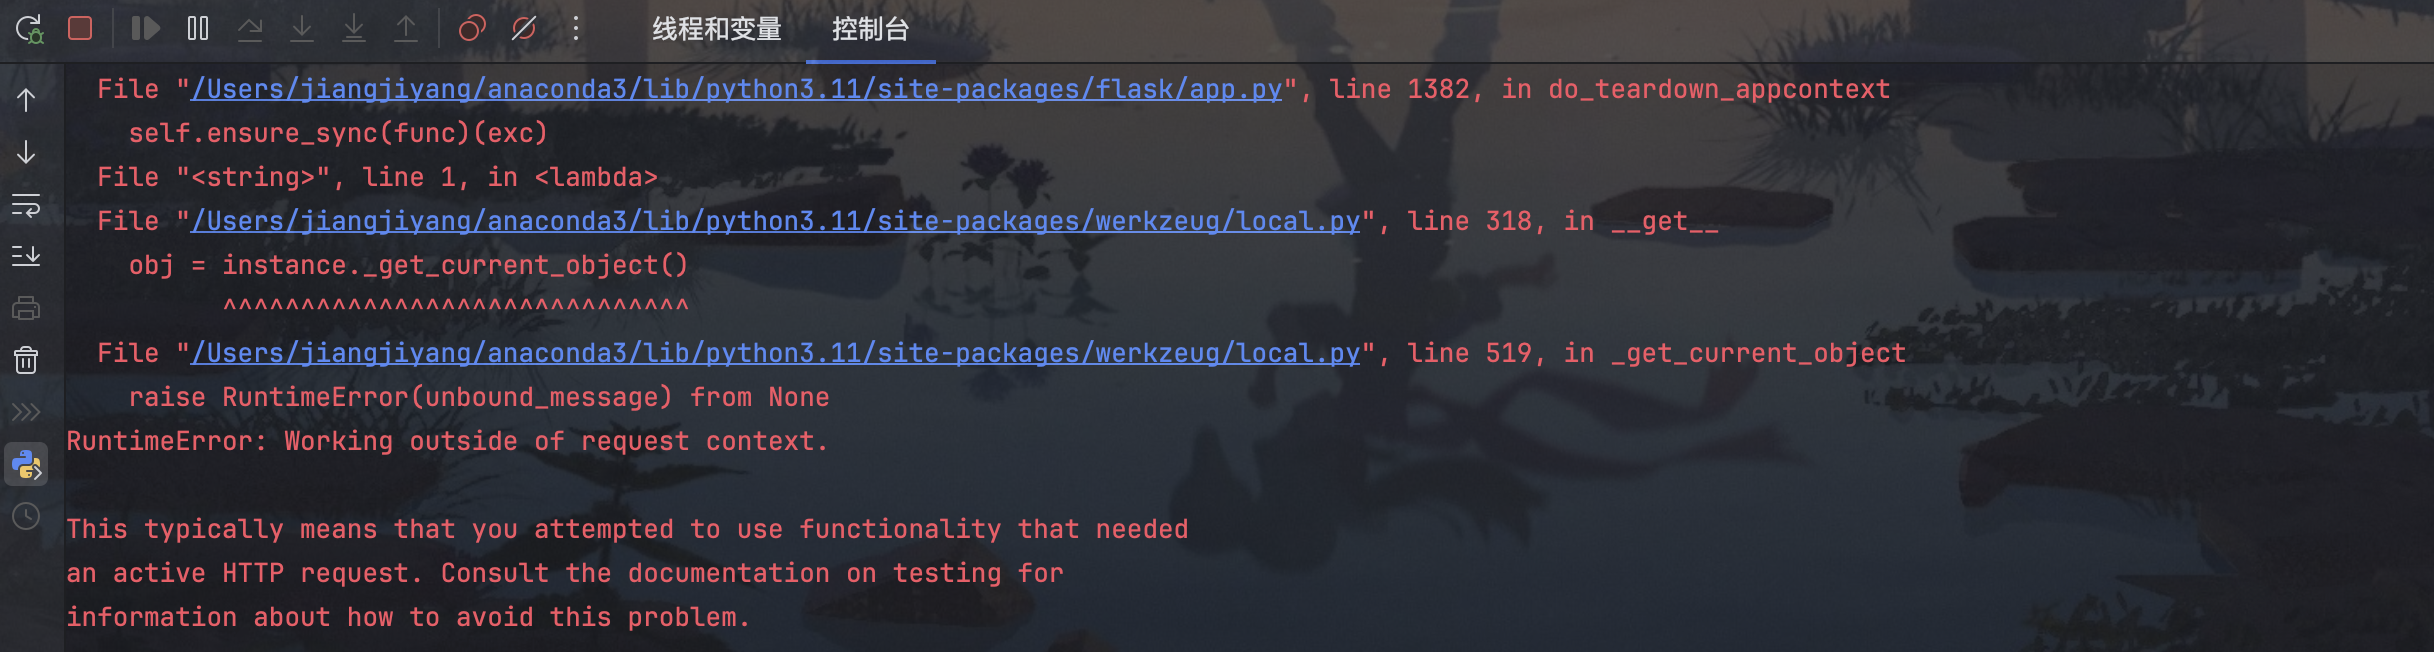 线程和变量 控制台
File "/Users/jiangjiyang/anaconda3/lib/python3.11/site-packages/flask/app.py", line 1382, in do_teardown_appcontext
self.ensure_sync(func)(exc)
File "<string>", line 1, in <lambda>
File "/Users/jiangjiyang/anaconda3/lib/python3.11/site-packages/werkzeug/local.py", line 318, in __get__
obj = instance._get_current_object()
^^^^^^^^^^^^^^^^^^^^^^^^^^^^^^
File "/Users/jiangjiyang/anaconda3/lib/python3.11/site-packages/werkzeug/local.py", line 519, in _get_current_object
raise RuntimeError(unbound_message) from None
RuntimeError: Working outside of request context.
This typically means that you attempted to use functionality that needed
an active HTTP request. Consult the documentation on testing for
information about how to avoid this problem.